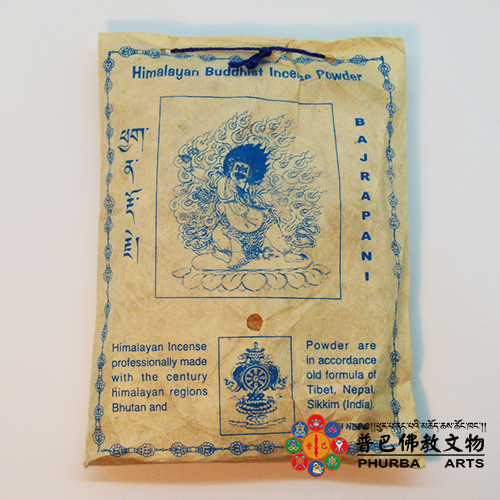 Himalayan Buddhist Incense Powder
BAJRAPANI
Himalayan Incense
professionally made
with the century
himalayan regions
Bhutan and
Powder are
in accordance
old formula of
Tibet, Nepal,
Sikkim (India)
普巴佛教文物
PHURBA ARTS